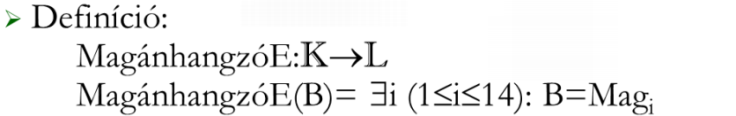 ➢ Definíció:
MagánhangzóE:𝕂→𝕃
MagánhangzóE(B)= ∃i (1≤i≤14): B=Magᵢ